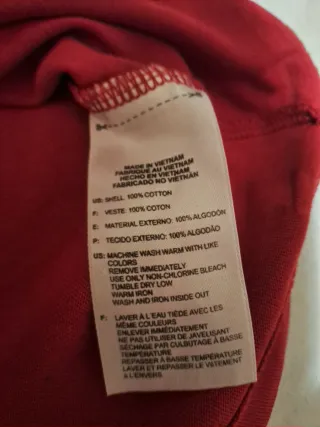 MADE IN VIETNAM
FABRIQUÉ AU VIETNAM
HECHO EN VIETNAM
FABRICADO NO VIETNAN
US: SHELL: 100% COTTON
F: VESTE: 100% COTON
E: MATERIAL EXTERNO: 100% ALGODÓN
P: TECIDO EXTERNO: 100% ALGODÃO
US: MACHINE WASH WARM WITH LIKE
COLORS
REMOVE IMMEDIATELY
USE ONLY NON-CHLORINE BLEACH
TUMBLE DRY LOW
WARM IRON
WASH AND IRON INSIDE OUT
F: LAVER À L'EAU TIÈDE AVEC LES
MÊME COULEURS
ENLEVER IMMÉDIATEMENT
NE PAS UTILISER DE JAVELISANT
SÉCHAGE PAR CULBUTAGE À BASSE
TEMPÉRATURE
REPASSER À BASSE TEMPÉRATURE
LAVER ET REPASSER LE VÊTEMENT
À L'ENVERS.